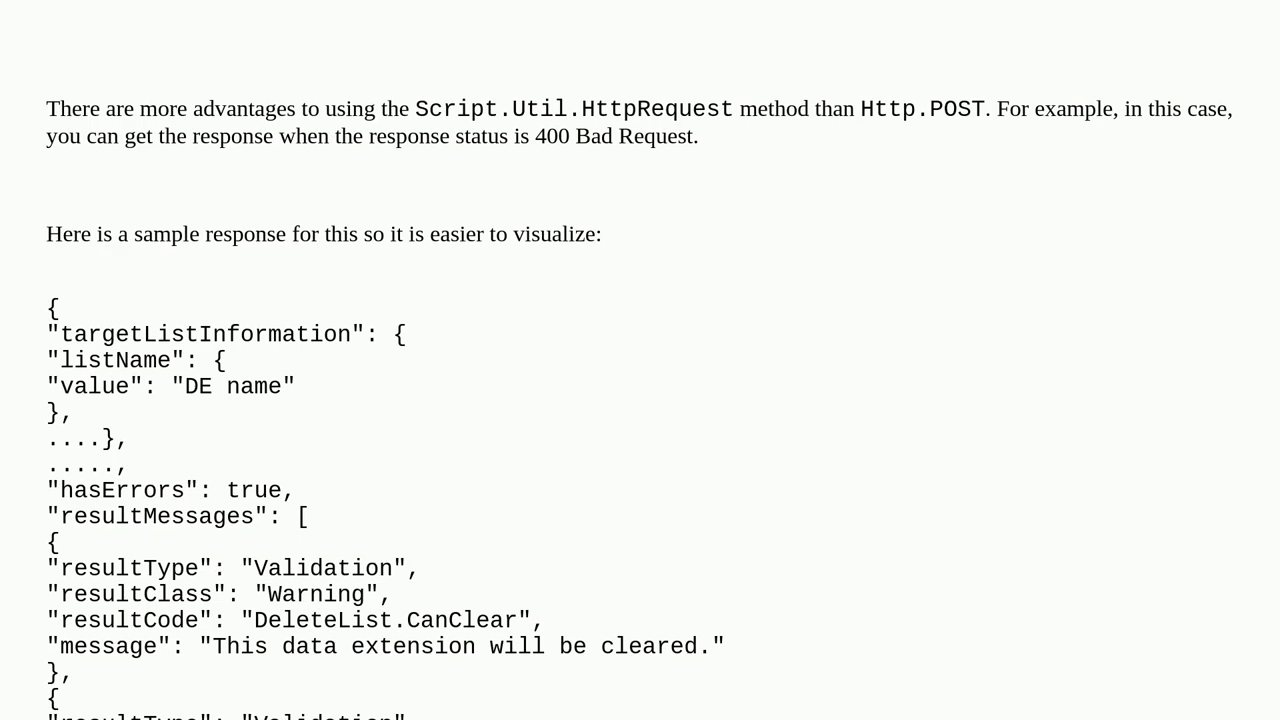 There are more advantages to using the Script.Util.HttpRequest method than Http.POST. For example, in this case,
you can get the response when the response status is 400 Bad Request.
Here is a sample response for this so it is easier to visualize:
{
"targetListInformation": {
"listName": {
"value": "DE name"
},
....},
.....,
"hasErrors": true,
"resultMessages": [
{
"resultType": "Validation",
"resultClass": "Warning",
"resultCode": "DeleteList.CanClear",
"message": "This data extension will be cleared."
},
{
"resultType": "Validation"